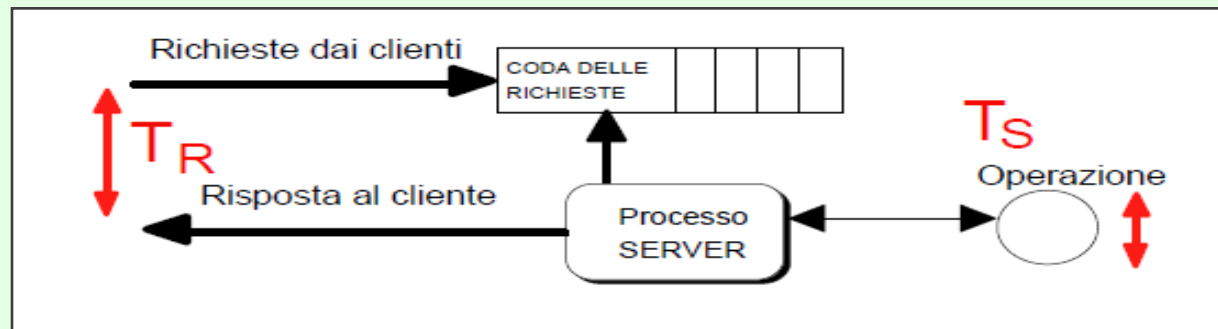 Richieste dai clienti
CODA DELLE
RICHIESTE
TR
TS
Operazione
Risposta al cliente
Processo
SERVER